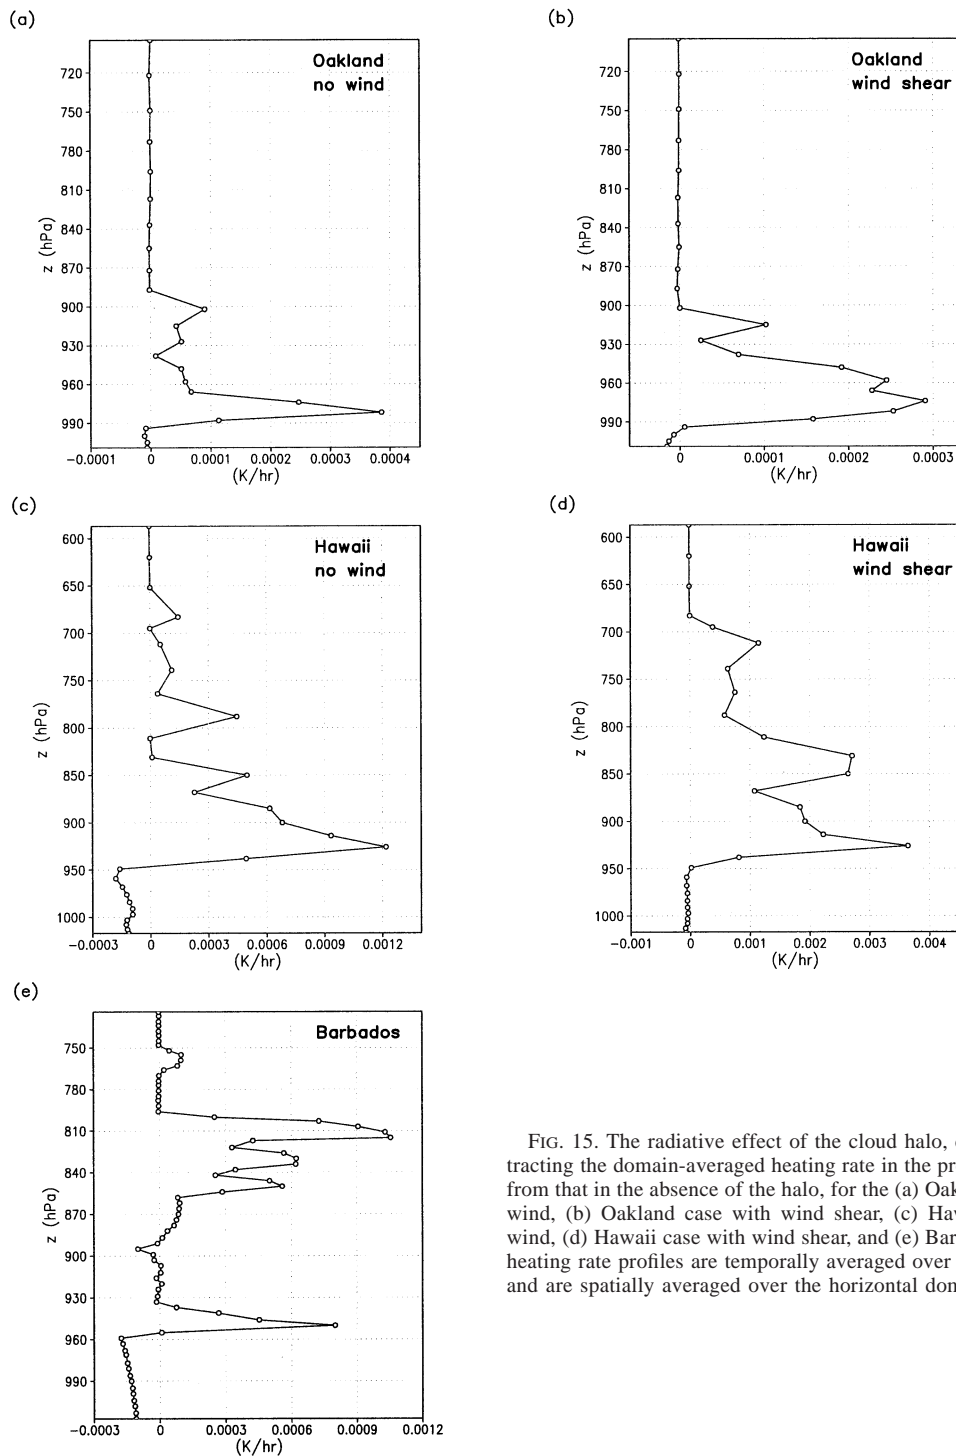 (a)
Oakland
no wind
720
750
780
810
840
870
900
930
960
990
z (hPa)
−0.0001 0 0.0001 0.0002 0.0003 0.0004
(K/hr)
(b)
Oakland
wind shear
720
750
780
810
840
870
900
930
960
990
z (hPa)
0 0.0001 0.0002 0.0003
(K/hr)
(c)
Hawaii
no wind
600
650
700
750
800
850
900
950
1000
z (hPa)
−0.0003 0 0.0003 0.0006 0.0009 0.0012
(K/hr)
(d)
Hawaii
wind shear
600
650
700
750
800
850
900
950
1000
z (hPa)
−0.001 0 0.001 0.002 0.003 0.004
(K/hr)
(e)
Barbados
750
780
810
840
870
900
930
960
990
z (hPa)
−0.0003 0 0.0003 0.0006 0.0009 0.0012
(K/hr)
FIG. 15. The radiative effect of the cloud halo,
tracting the domain-averaged heating rate in the pr
from that in the absence of the halo, for the (a) Oak
wind, (b) Oakland case with wind shear, (c) Haw
wind, (d) Hawaii case with wind shear, and (e) Bar
heating rate profiles are temporally averaged over
and are spatially averaged over the horizontal don